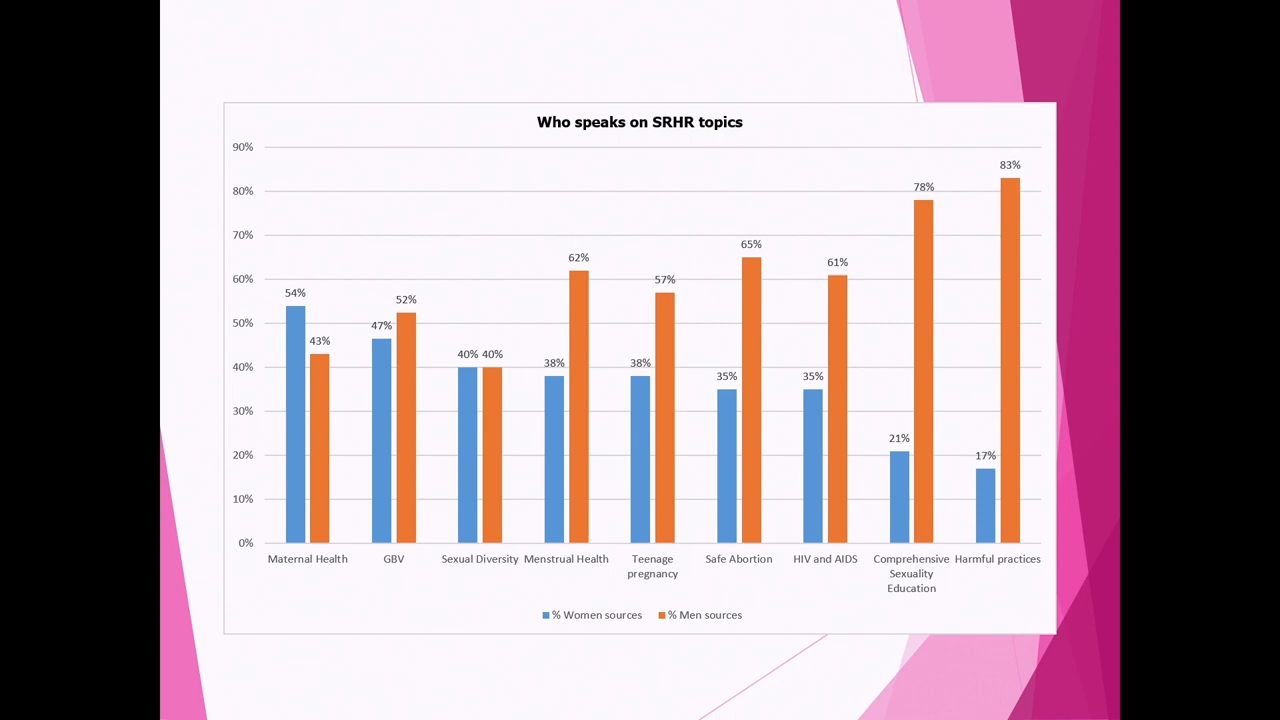 Who speaks on SRHR topics
90%
80%
70%
60%
50%
40%
30%
20%
10%
0%
54%
43%
47%
52%
40%
40%
38%
62%
38%
57%
35%
65%
35%
61%
21%
78%
17%
83%
Maternal Health
GBV
Sexual Diversity
Menstrual Health
Teenage
pregnancy
Safe Abortion
HIV and AIDS
Comprehensive
Sexuality
Education
Harmful practices
% Women sources
% Men sources